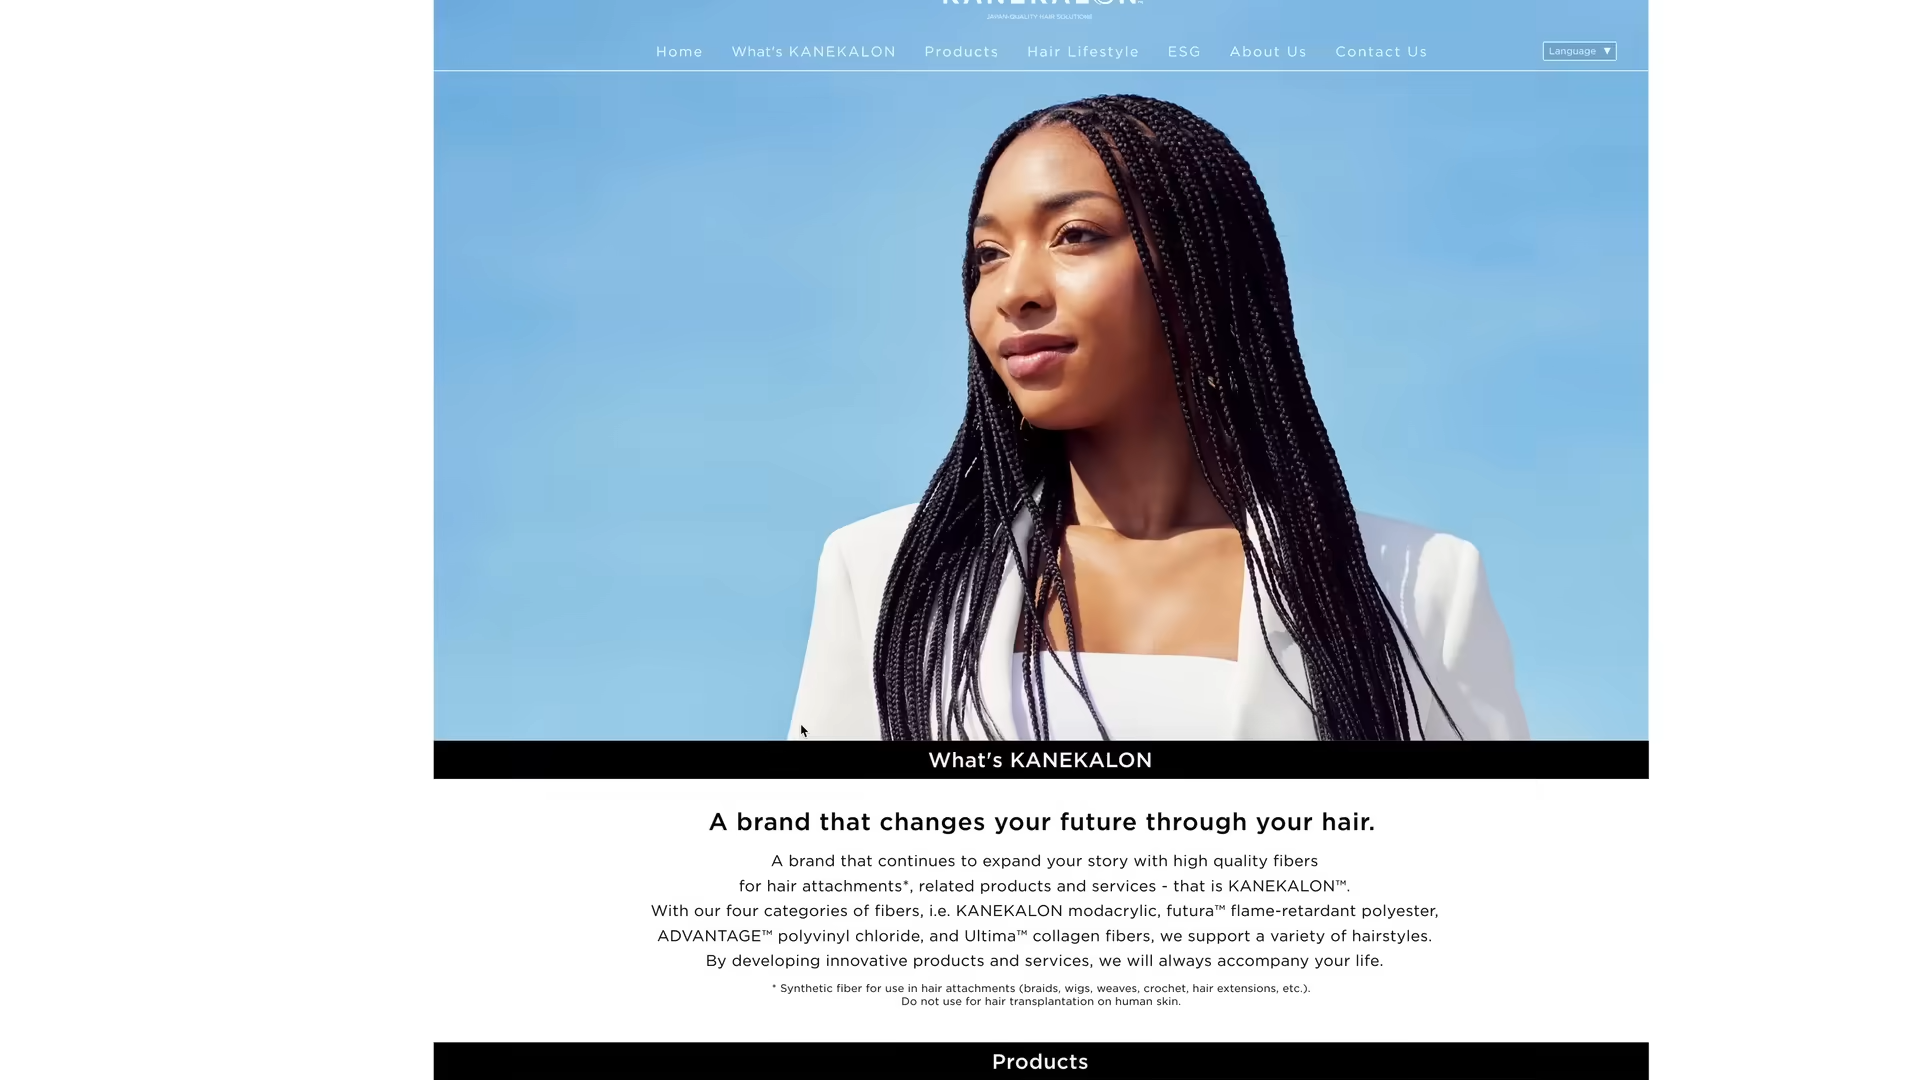 KANEKALON™
JAPAN-QUALITY HAIR SOLUTIONS
Home What's KANEKALON Products Hair Lifestyle ESG About Us Contact Us Language ▼
What's KANEKALON
A brand that changes your future through your hair.
A brand that continues to expand your story with high quality fibers
for hair attachments*, related products and services - that is KANEKALON™.
With our four categories of fibers, i.e. KANEKALON modacrylic, futura™ flame-retardant polyester,
ADVANTAGE™ polyvinyl chloride, and Ultima™ collagen fibers, we support a variety of hairstyles.
By developing innovative products and services, we will always accompany your life.
* Synthetic fiber for use in hair attachments (braids, wigs, weaves, crochet, hair extensions, etc.).
Do not use for hair transplantation on human skin.
Products